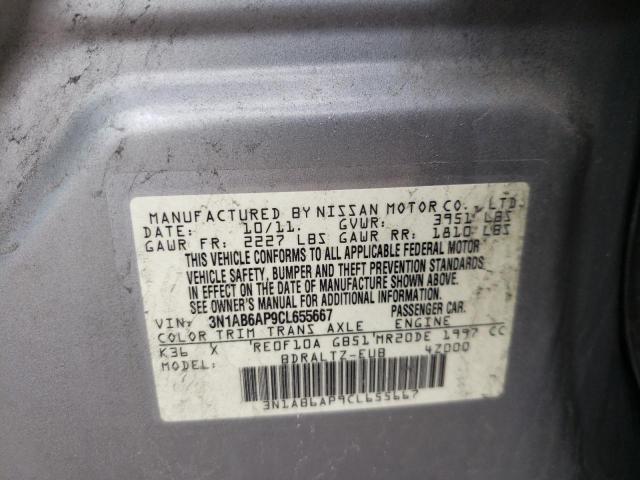 MANUFACTURED BY NISSAN MOTOR CO., LTD.
DATE: 10/11. GVWR: 3951 LBS
GAWR FR: 2227 LBS GAWR RR: 1810 LBS
THIS VEHICLE CONFORMS TO ALL APPLICABLE FEDERAL MOTOR
VEHICLE SAFETY, BUMPER AND THEFT PREVENTION STANDARDS
IN EFFECT ON THE DATE OF MANUFACTURE SHOWN ABOVE.
SEE OWNER'S MANUAL FOR ADDITIONAL INFORMATION.
VIN: 3N1AB6AP9CL655667 PASSENGER CAR.
COLOR TRIM TRANS AXLE ENGINE
K36 X RE0F10A GB51 MR20DE 1997 CC
MODEL: BDRALTZ-EUB 4Z000
3N1AB6AP9CL655667